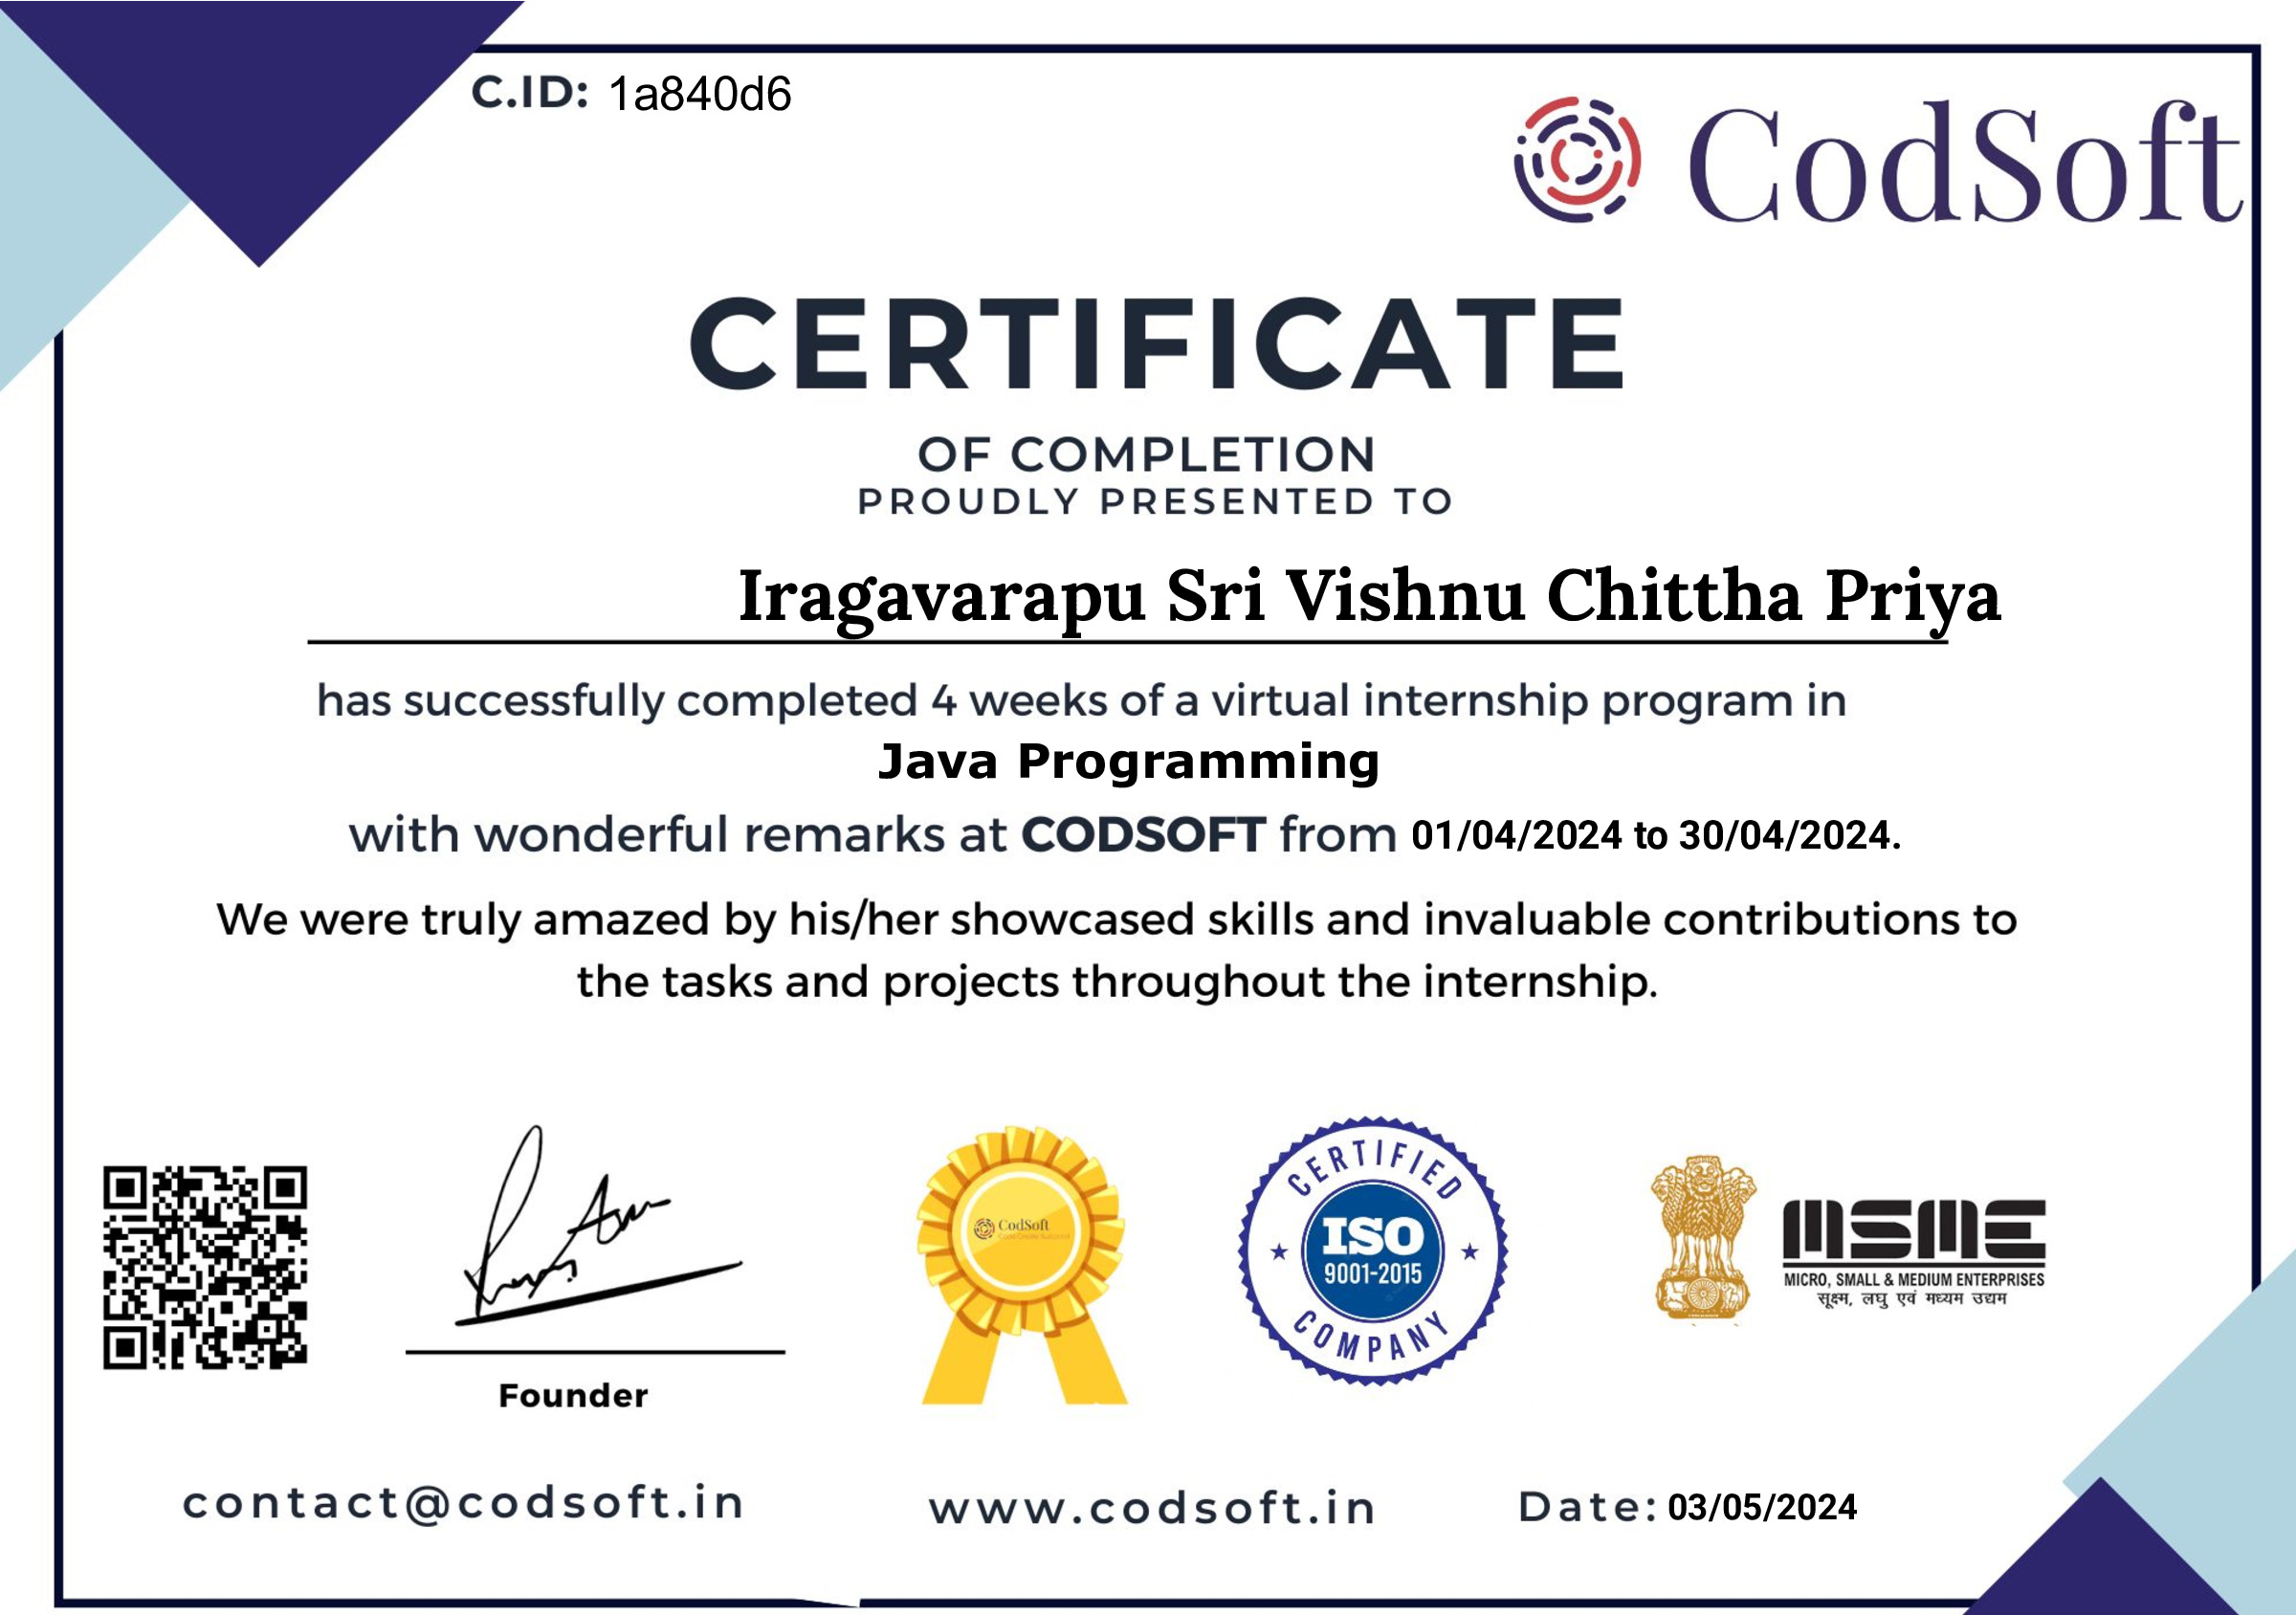 C.ID: 1a840d6
CodSoft
CERTIFICATE
OF COMPLETION
PROUDLY PRESENTED TO
Iragavarapu Sri Vishnu Chittha Priya
has successfully completed 4 weeks of a virtual internship program in
Java Programming
with wonderful remarks at CODSOFT from 01/04/2024 to 30/04/2024.
We were truly amazed by his/her showcased skills and invaluable contributions to
the tasks and projects throughout the internship.
Founder
CodSoft
CERTIFIED
ISO
9001-2015
COMPANY
MSME
MICRO, SMALL & MEDIUM ENTERPRISES
सूक्ष्म, लघु एवं मध्यम उद्यम
contact@codsoft.in
www.codsoft.in
Date: 03/05/2024